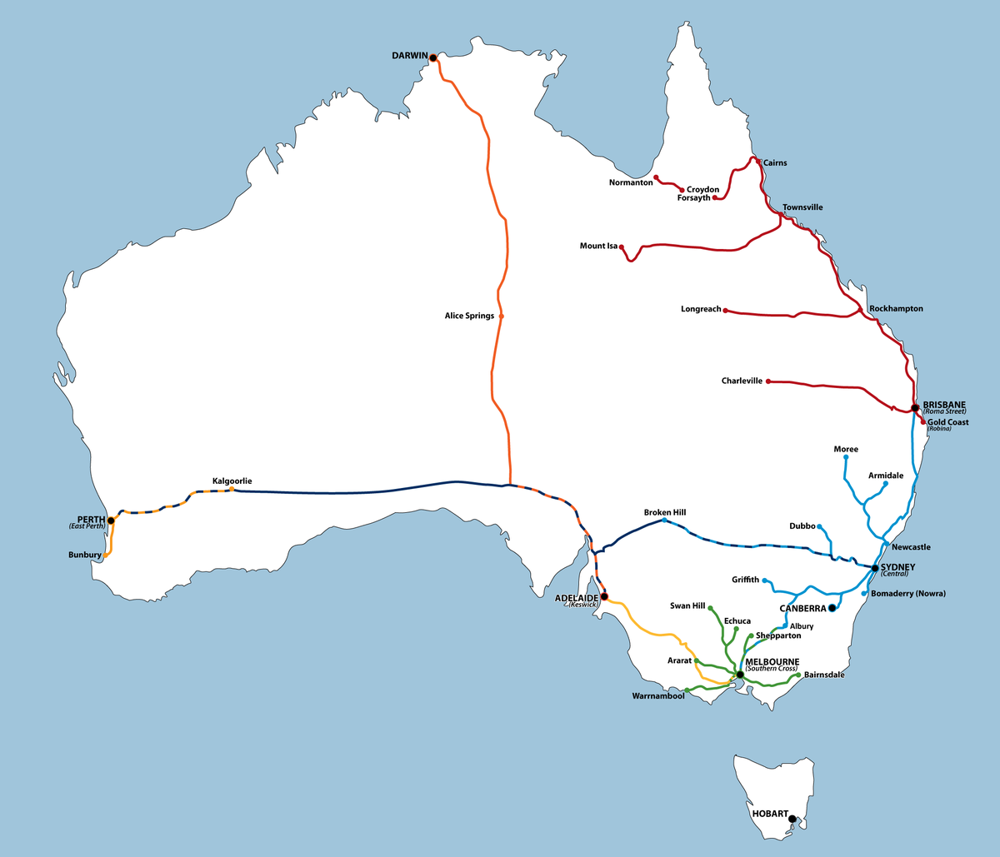 DARWIN
Cairns
Normanton
Croydon
Forsayth
Townsville
Mount Isa
Longreach
Rockhampton
Alice Springs
Charleville
BRISBANE
(Roma Street)
Gold Coast
(Robina)
Moree
Armidale
Kalgoorlie
PERTH
(East Perth)
Broken Hill
Dubbo
Newcastle
Bunbury
SYDNEY
(Central)
Griffith
Bomaderry (Nowra)
ADELAIDE
(Keswick)
Swan Hill
CANBERRA
Echuca
Albury
Shepparton
Ararat
MELBOURNE
(Southern Cross)
Bairnsdale
Warrnambool
HOBART